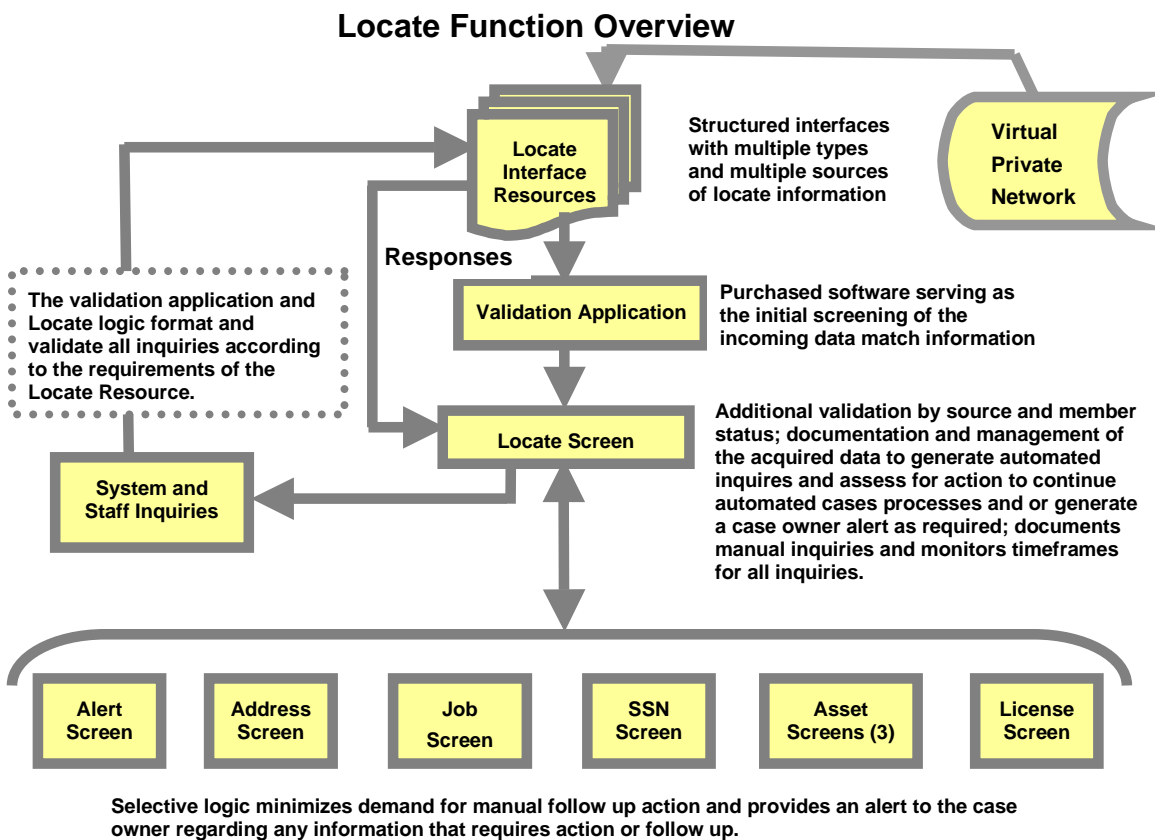 Locate Function Overview
Locate
Interface
Resources
Structured interfaces
with multiple types
and multiple sources
of locate information
Virtual
Private
Network
Responses
The validation application and
Locate logic format and
validate all inquiries according
to the requirements of the
Locate Resource.
Validation Application
Purchased software serving as
the initial screening of the
incoming data match information
Locate Screen
Additional validation by source and member
status; documentation and management of
the acquired data to generate automated
inquires and assess for action to continue
automated cases processes and or generate
a case owner alert as required; documents
manual inquiries and monitors timeframes
for all inquiries.
System and
Staff Inquiries
Alert
Screen
Address
Screen
Job
Screen
SSN
Screen
Asset
Screens (3)
License
Screen
Selective logic minimizes demand for manual follow up action and provides an alert to the case
owner regarding any information that requires action or follow up.